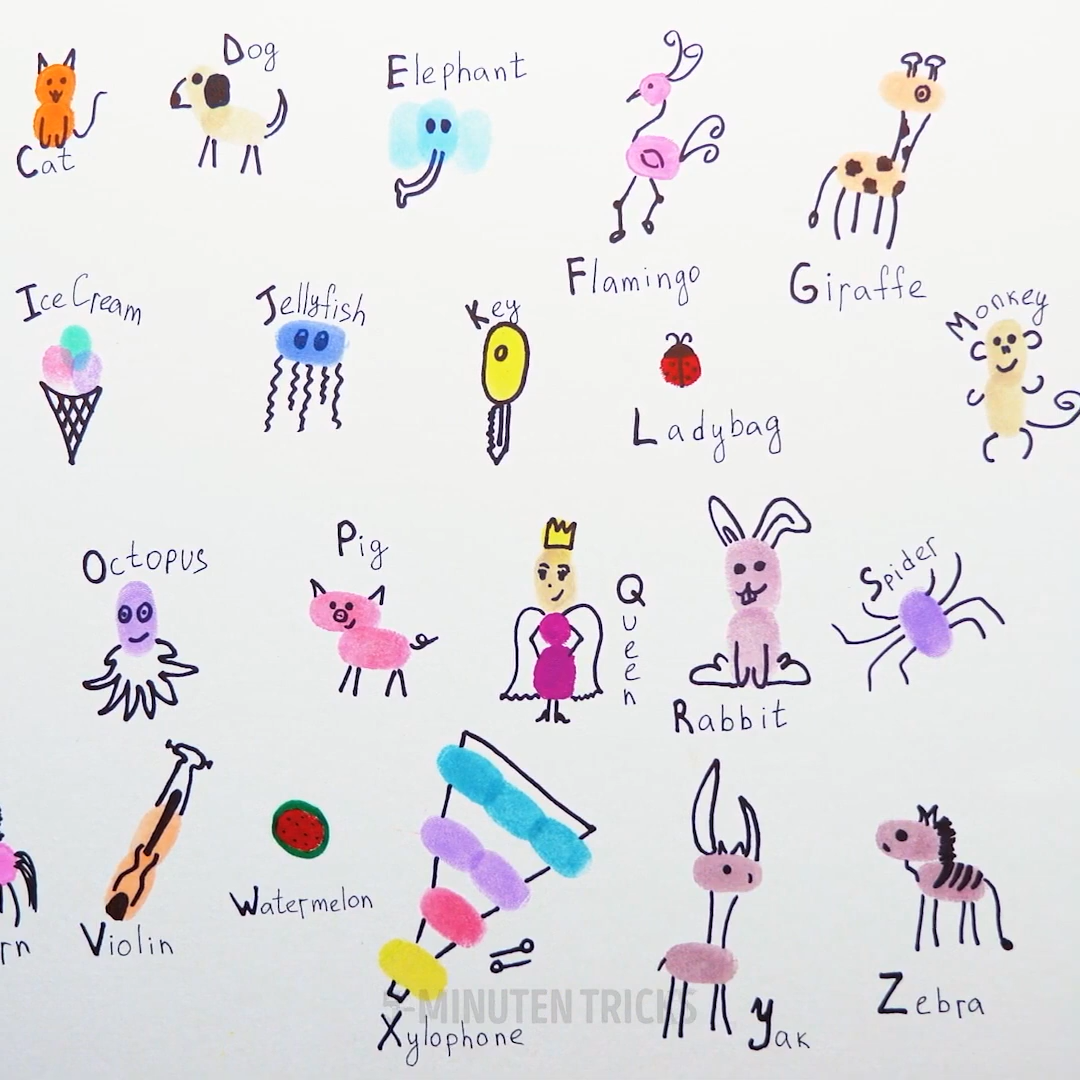 Cat
Dog
Elephant
Flamingo
Giraffe
Ice Cream
Jellyfish
Key
Ladybag
Monkey
Octopus
Pig
Queen
Rabbit
Spider
rn
Violin
Watermelon
Xylophone
Yak
Zebra
5-MINUTEN TRICKS